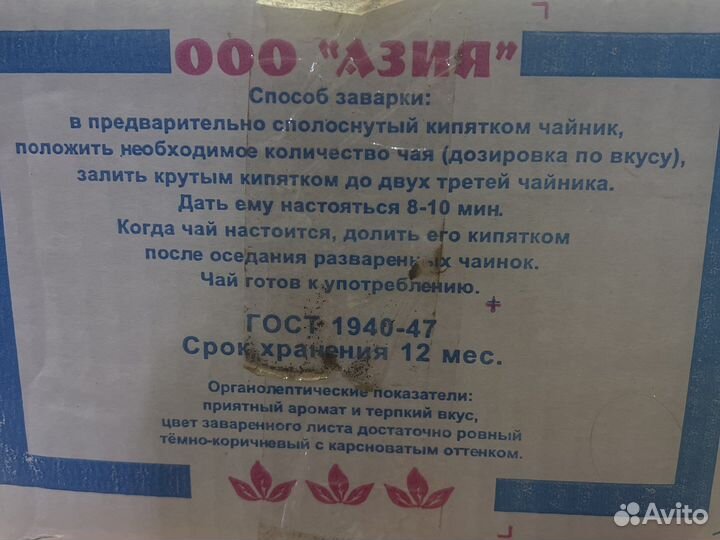 ООО "АЗИЯ"
Способ заварки:
в предварительно сполоснутый кипятком чайник,
положить необходимое количество чая (дозировка по вкусу),
залить крутым кипятком до двух третей чайника.
Дать ему настояться 8-10 мин.
Когда чай настоится, долить его кипятком
после оседания разваренных чаинок.
Чай готов к употреблению.
ГОСТ 1940-47
Срок хранения 12 мес.
Органолептические показатели:
приятный аромат и терпкий вкус,
цвет заваренного листа достаточно ровный
тёмно-коричневый с карсноватым оттенком.
Avito